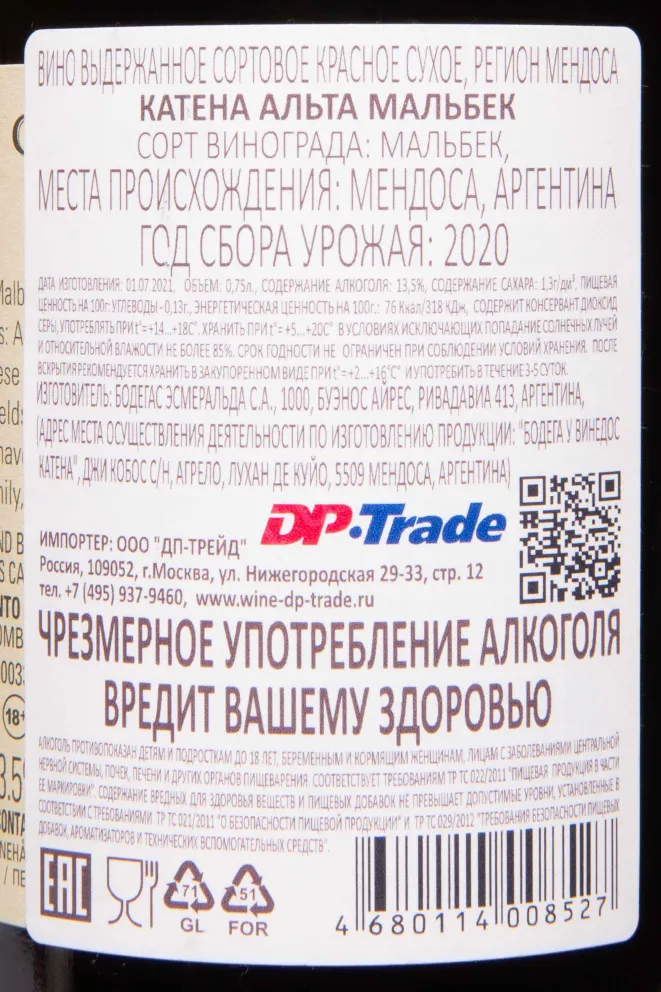 ВИНО ВЫДЕРЖАННОЕ СОРТОВОЕ КРАСНОЕ СУХОЕ, РЕГИОН МЕНДОСА
КАТЕНА АЛЬТА МАЛЬБЕК
СОРТ ВИНОГРАДА: МАЛЬБЕК,
МЕСТА ПРОИСХОЖДЕНИЯ: МЕНДОСА, АРГЕНТИНА
ГОД СБОРА УРОЖАЯ: 2020
ДАТА ИЗГОТОВЛЕНИЯ: 01.07.2021, ОБЪЕМ: 0,75л., СОДЕРЖАНИЕ АЛКОГОЛЯ: 13,5%, СОДЕРЖАНИЕ САХАРА: 1,3г/дм³, ПИЩЕВАЯ
ЦЕННОСТЬ НА 100г: УГЛЕВОДЫ - 0,13г., ЭНЕРГЕТИЧЕСКАЯ ЦЕННОСТЬ НА 100г.: 76 Ккал/318 КДж, СОДЕРЖИТ КОНСЕРВАНТ ДИОКСИД
СЕРЫ, УПОТРЕБЛЯТЬ ПРИ t°=+14...+18C°. ХРАНИТЬ ПРИ t°= +5...+20C° В УСЛОВИЯХ ИСКЛЮЧАЮЩИХ ПОПАДАНИЕ СОЛНЕЧНЫХ ЛУЧЕЙ
И ОТНОСИТЕЛЬНОЙ ВЛАЖНОСТИ НЕ БОЛЕЕ 85%. СРОК ГОДНОСТИ НЕ ОГРАНИЧЕН ПРИ СОБЛЮДЕНИИ УСЛОВИЙ ХРАНЕНИЯ. ПОСЛЕ
ВСКРЫТИЯ РЕКОМЕНДУЕТСЯ ХРАНИТЬ В ЗАКУПОРЕННОМ ВИДЕ ПРИ t°=+2...+16°C И УПОТРЕБИТЬ В ТЕЧЕНИЕ 3-5 СУТОК.
ИЗГОТОВИТЕЛЬ: БОДЕГАС ЭСМЕРАЛЬДА С.А., 1000, БУЭНОС АЙРЕС, РИВАДАВИА 413, АРГЕНТИНА,
(АДРЕС МЕСТА ОСУЩЕСТВЛЕНИЯ ДЕЯТЕЛЬНОСТИ ПО ИЗГОТОВЛЕНИЮ ПРОДУКЦИИ: "БОДЕГА У ВИНЕДОС
КАТЕНА", ДЖИ КОБОС С/Н, АГРЕЛО, ЛУХАН ДЕ КУЙО, 5509 МЕНДОСА, АРГЕНТИНА)
DP·Trade
ИМПОРТЕР: ООО "ДП-ТРЕЙД"
Россия, 109052, г.Москва, ул. Нижегородская 29-33, стр. 12
тел. +7 (495) 937-9460, www.wine-dp-trade.ru
ЧРЕЗМЕРНОЕ УПОТРЕБЛЕНИЕ АЛКОГОЛЯ
ВРЕДИТ ВАШЕМУ ЗДОРОВЬЮ
АЛКОГОЛЬ ПРОТИВОПОКАЗАН ДЕТЯМ И ПОДРОСТКАМ ДО 18 ЛЕТ, БЕРЕМЕННЫМ И КОРМЯЩИМ ЖЕНЩИНАМ, ЛИЦАМ С ЗАБОЛЕВАНИЯМИ ЦЕНТРАЛЬНОЙ
НЕРВНОЙ СИСТЕМЫ, ПОЧЕК, ПЕЧЕНИ И ДРУГИХ ОРГАНОВ ПИЩЕВАРЕНИЯ. СООТВЕТСТВУЕТ ТРЕБОВАНИЯМ ТР ТС 022/2011 "ПИЩЕВАЯ ПРОДУКЦИЯ В ЧАСТИ
ЕЕ МАРКИРОВКИ". СОДЕРЖАНИЕ ВРЕДНЫХ ДЛЯ ЗДОРОВЬЯ ВЕЩЕСТВ И ПИЩЕВЫХ ДОБАВОК НЕ ПРЕВЫШАЕТ ДОПУСТИМЫЕ УРОВНИ, УСТАНОВЛЕННЫЕ В
СООТВЕТСТВИИ С ТРЕБОВАНИЯМИ ТР ТС 021/2011 "О БЕЗОПАСНОСТИ ПИЩЕВОЙ ПРОДУКЦИИ" И ТР ТС 029/2012 "ТРЕБОВАНИЯ БЕЗОПАСНОСТИ ПИЩЕВЫХ
ДОБАВОК, АРОМАТИЗАТОРОВ И ТЕХНИЧЕСКИХ ВСПОМОГАТЕЛЬНЫХ СРЕДСТВ".
EAC
71
GL
51
FOR
4 680114 008527
18+